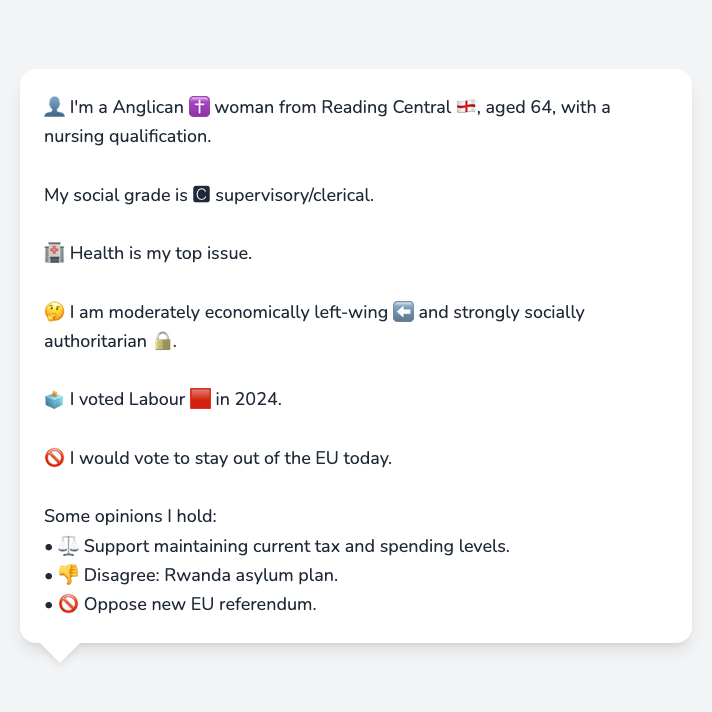 👤 I'm a Anglican ✝️ woman from Reading Central 🏴󠁧󠁢󠁥󠁮󠁧󠁿, aged 64, with a
nursing qualification.
My social grade is 🅲 supervisory/clerical.
🏥 Health is my top issue.
🤔 I am moderately economically left-wing ⬅️ and strongly socially
authoritarian 🔒.
🗳️ I voted Labour 🟥 in 2024.
🚫 I would vote to stay out of the EU today.
Some opinions I hold:
• ⚖️ Support maintaining current tax and spending levels.
• 👎 Disagree: Rwanda asylum plan.
• 🚫 Oppose new EU referendum.